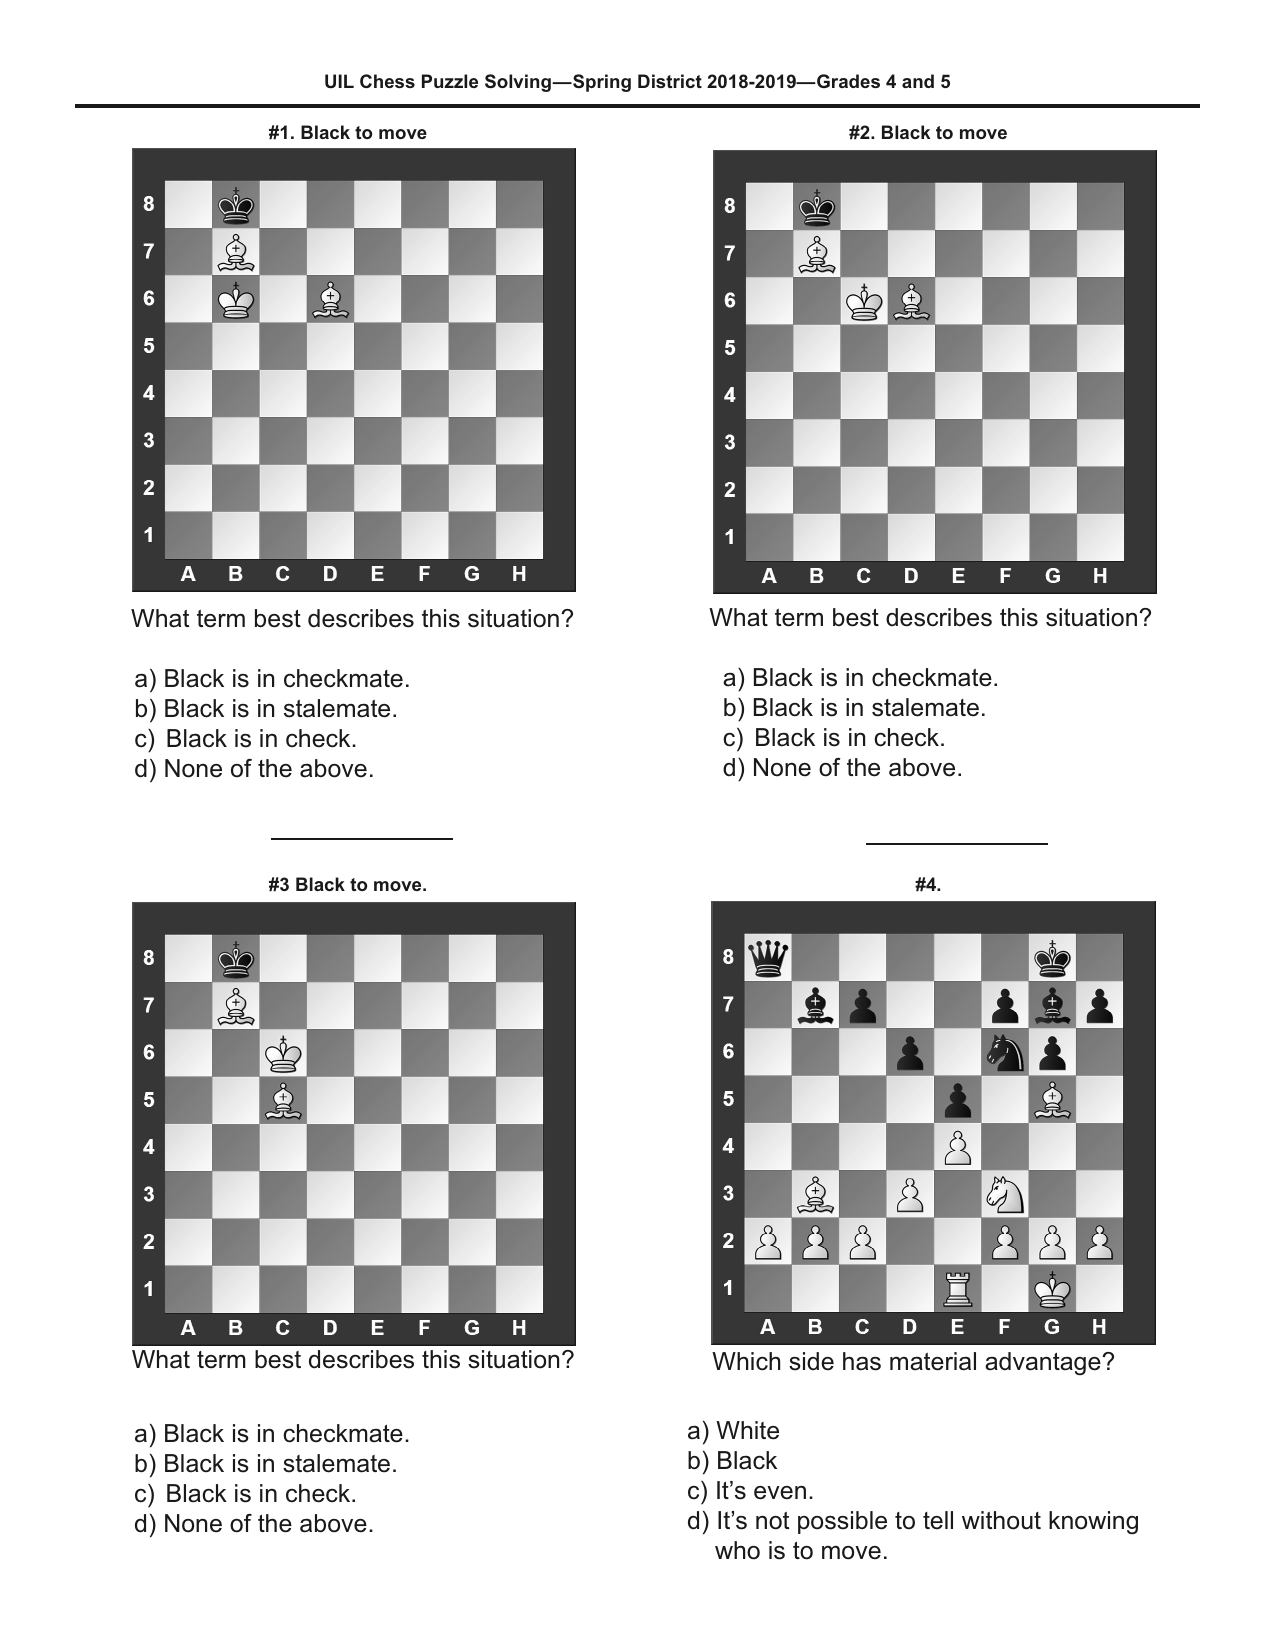 UIL Chess Puzzle Solving—Spring District 2018-2019—Grades 4 and 5
#1. Black to move
8
7
6
5
4
3
2
1
A B C D E F G H
What term best describes this situation?
a) Black is in checkmate.
b) Black is in stalemate.
c) Black is in check.
d) None of the above.
#2. Black to move
8
7
6
5
4
3
2
1
A B C D E F G H
What term best describes this situation?
a) Black is in checkmate.
b) Black is in stalemate.
c) Black is in check.
d) None of the above.
#3 Black to move.
8
7
6
5
4
3
2
1
A B C D E F G H
What term best describes this situation?
a) Black is in checkmate.
b) Black is in stalemate.
c) Black is in check.
d) None of the above.
#4.
8
7
6
5
4
3
2
1
A B C D E F G H
Which side has material advantage?
a) White
b) Black
c) It’s even.
d) It’s not possible to tell without knowing
who is to move.